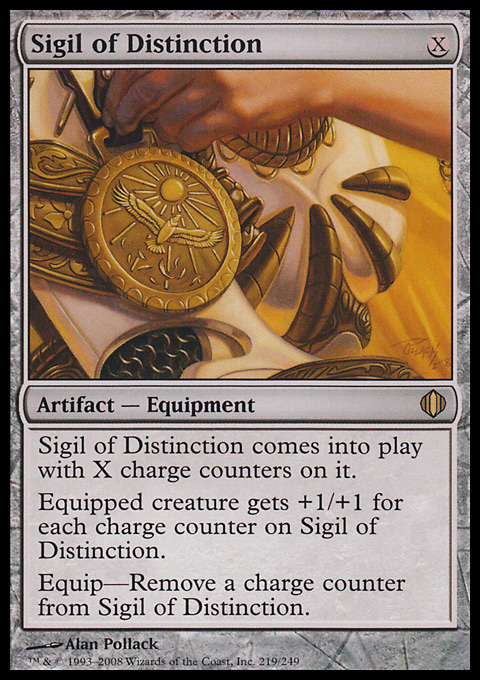 Sigil of Distinction X
Artifact — Equipment
Sigil of Distinction comes into play
with X charge counters on it.
Equipped creature gets +1/+1 for
each charge counter on Sigil of
Distinction.
Equip—Remove a charge counter
from Sigil of Distinction.
Alan Pollack
™ & © 1993–2008 Wizards of the Coast, Inc. 219/249